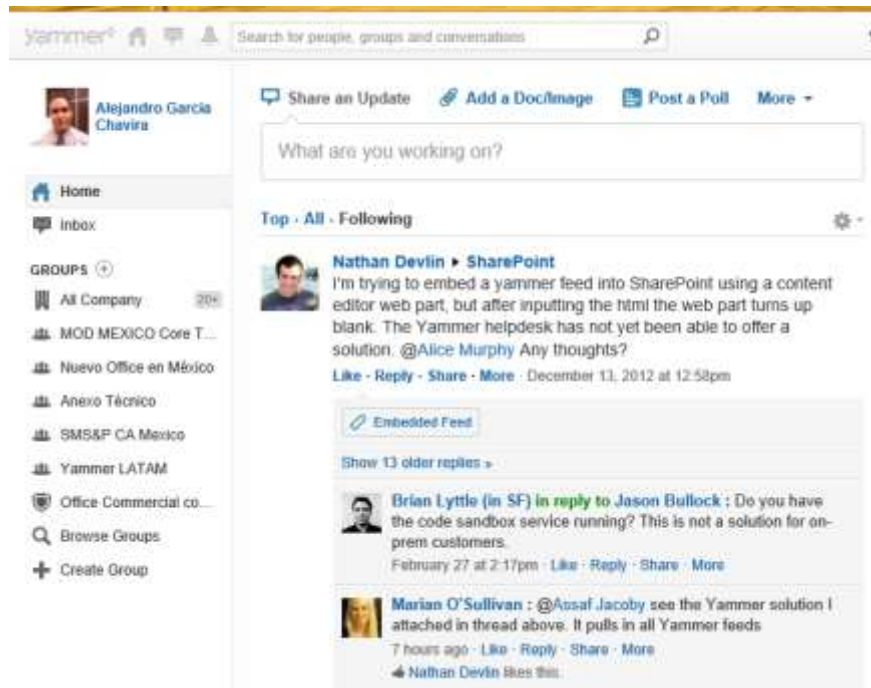 yammer
Search for people, groups and conversations
Alejandro Garcia
Chavira
Home
Inbox
GROUPS
All Company 20+
MOD MEXICO Core T...
Nuevo Office en México
Anexo Técnico
SMS&P CA Mexico
Yammer LATAM
Office Commercial co...
Browse Groups
Create Group
Share an Update Add a Doc/Image Post a Poll More
What are you working on?
Top · All · Following
Nathan Devlin ▸ SharePoint
I'm trying to embed a yammer feed into SharePoint using a content
editor web part, but after inputting the html the web part turns up
blank. The Yammer helpdesk has not yet been able to offer a
solution. @Alice Murphy Any thoughts?
Like · Reply · Share · More · December 13, 2012 at 12:58pm
Embedded Feed
Show 13 older replies »
Brian Lyttle (in SF) in reply to Jason Bullock : Do you have
the code sandbox service running? This is not a solution for on-
prem customers.
February 27 at 2:17pm · Like · Reply · Share · More
Marian O'Sullivan : @Assaf Jacoby see the Yammer solution I
attached in thread above. It pulls in all Yammer feeds
7 hours ago · Like · Reply · Share · More
Nathan Devlin likes this.